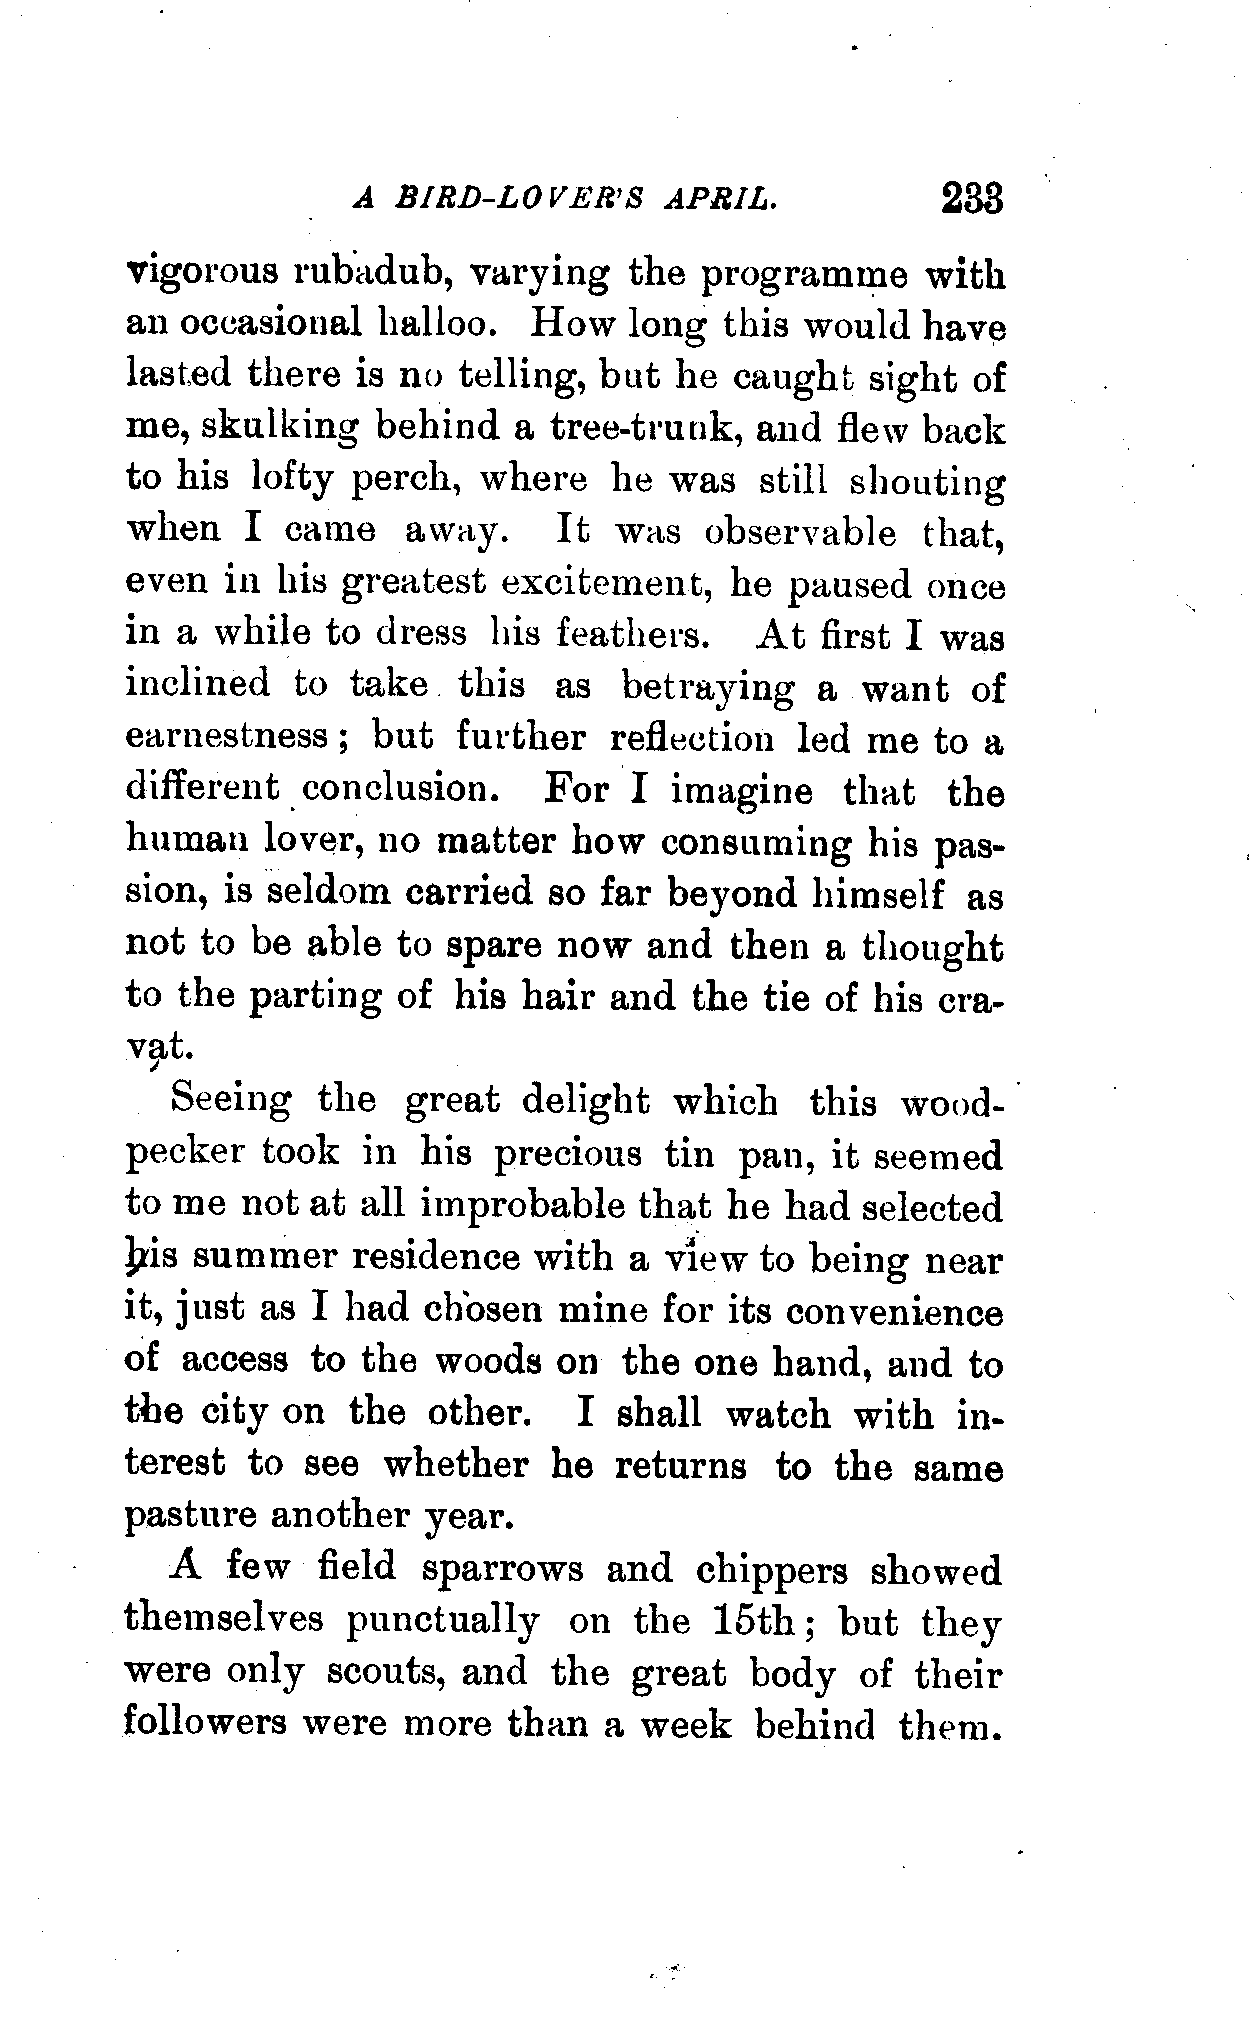 A BIRD-LOVER'S APRIL. 233
vigorous rubadub, varying the programme with
an occasional halloo. How long this would have
lasted there is no telling, but he caught sight of
me, skulking behind a tree-trunk, and flew back
to his lofty perch, where he was still shouting
when I came away. It was observable that,
even in his greatest excitement, he paused once
in a while to dress his feathers. At first I was
inclined to take this as betraying a want of
earnestness; but further reflection led me to a
different conclusion. For I imagine that the
human lover, no matter how consuming his pas-
sion, is seldom carried so far beyond himself as
not to be able to spare now and then a thought
to the parting of his hair and the tie of his cra-
vat.
Seeing the great delight which this wood-
pecker took in his precious tin pan, it seemed
to me not at all improbable that he had selected
his summer residence with a view to being near
it, just as I had chosen mine for its convenience
of access to the woods on the one hand, and to
the city on the other. I shall watch with in-
terest to see whether he returns to the same
pasture another year.
A few field sparrows and chippers showed
themselves punctually on the 15th; but they
were only scouts, and the great body of their
followers were more than a week behind them.